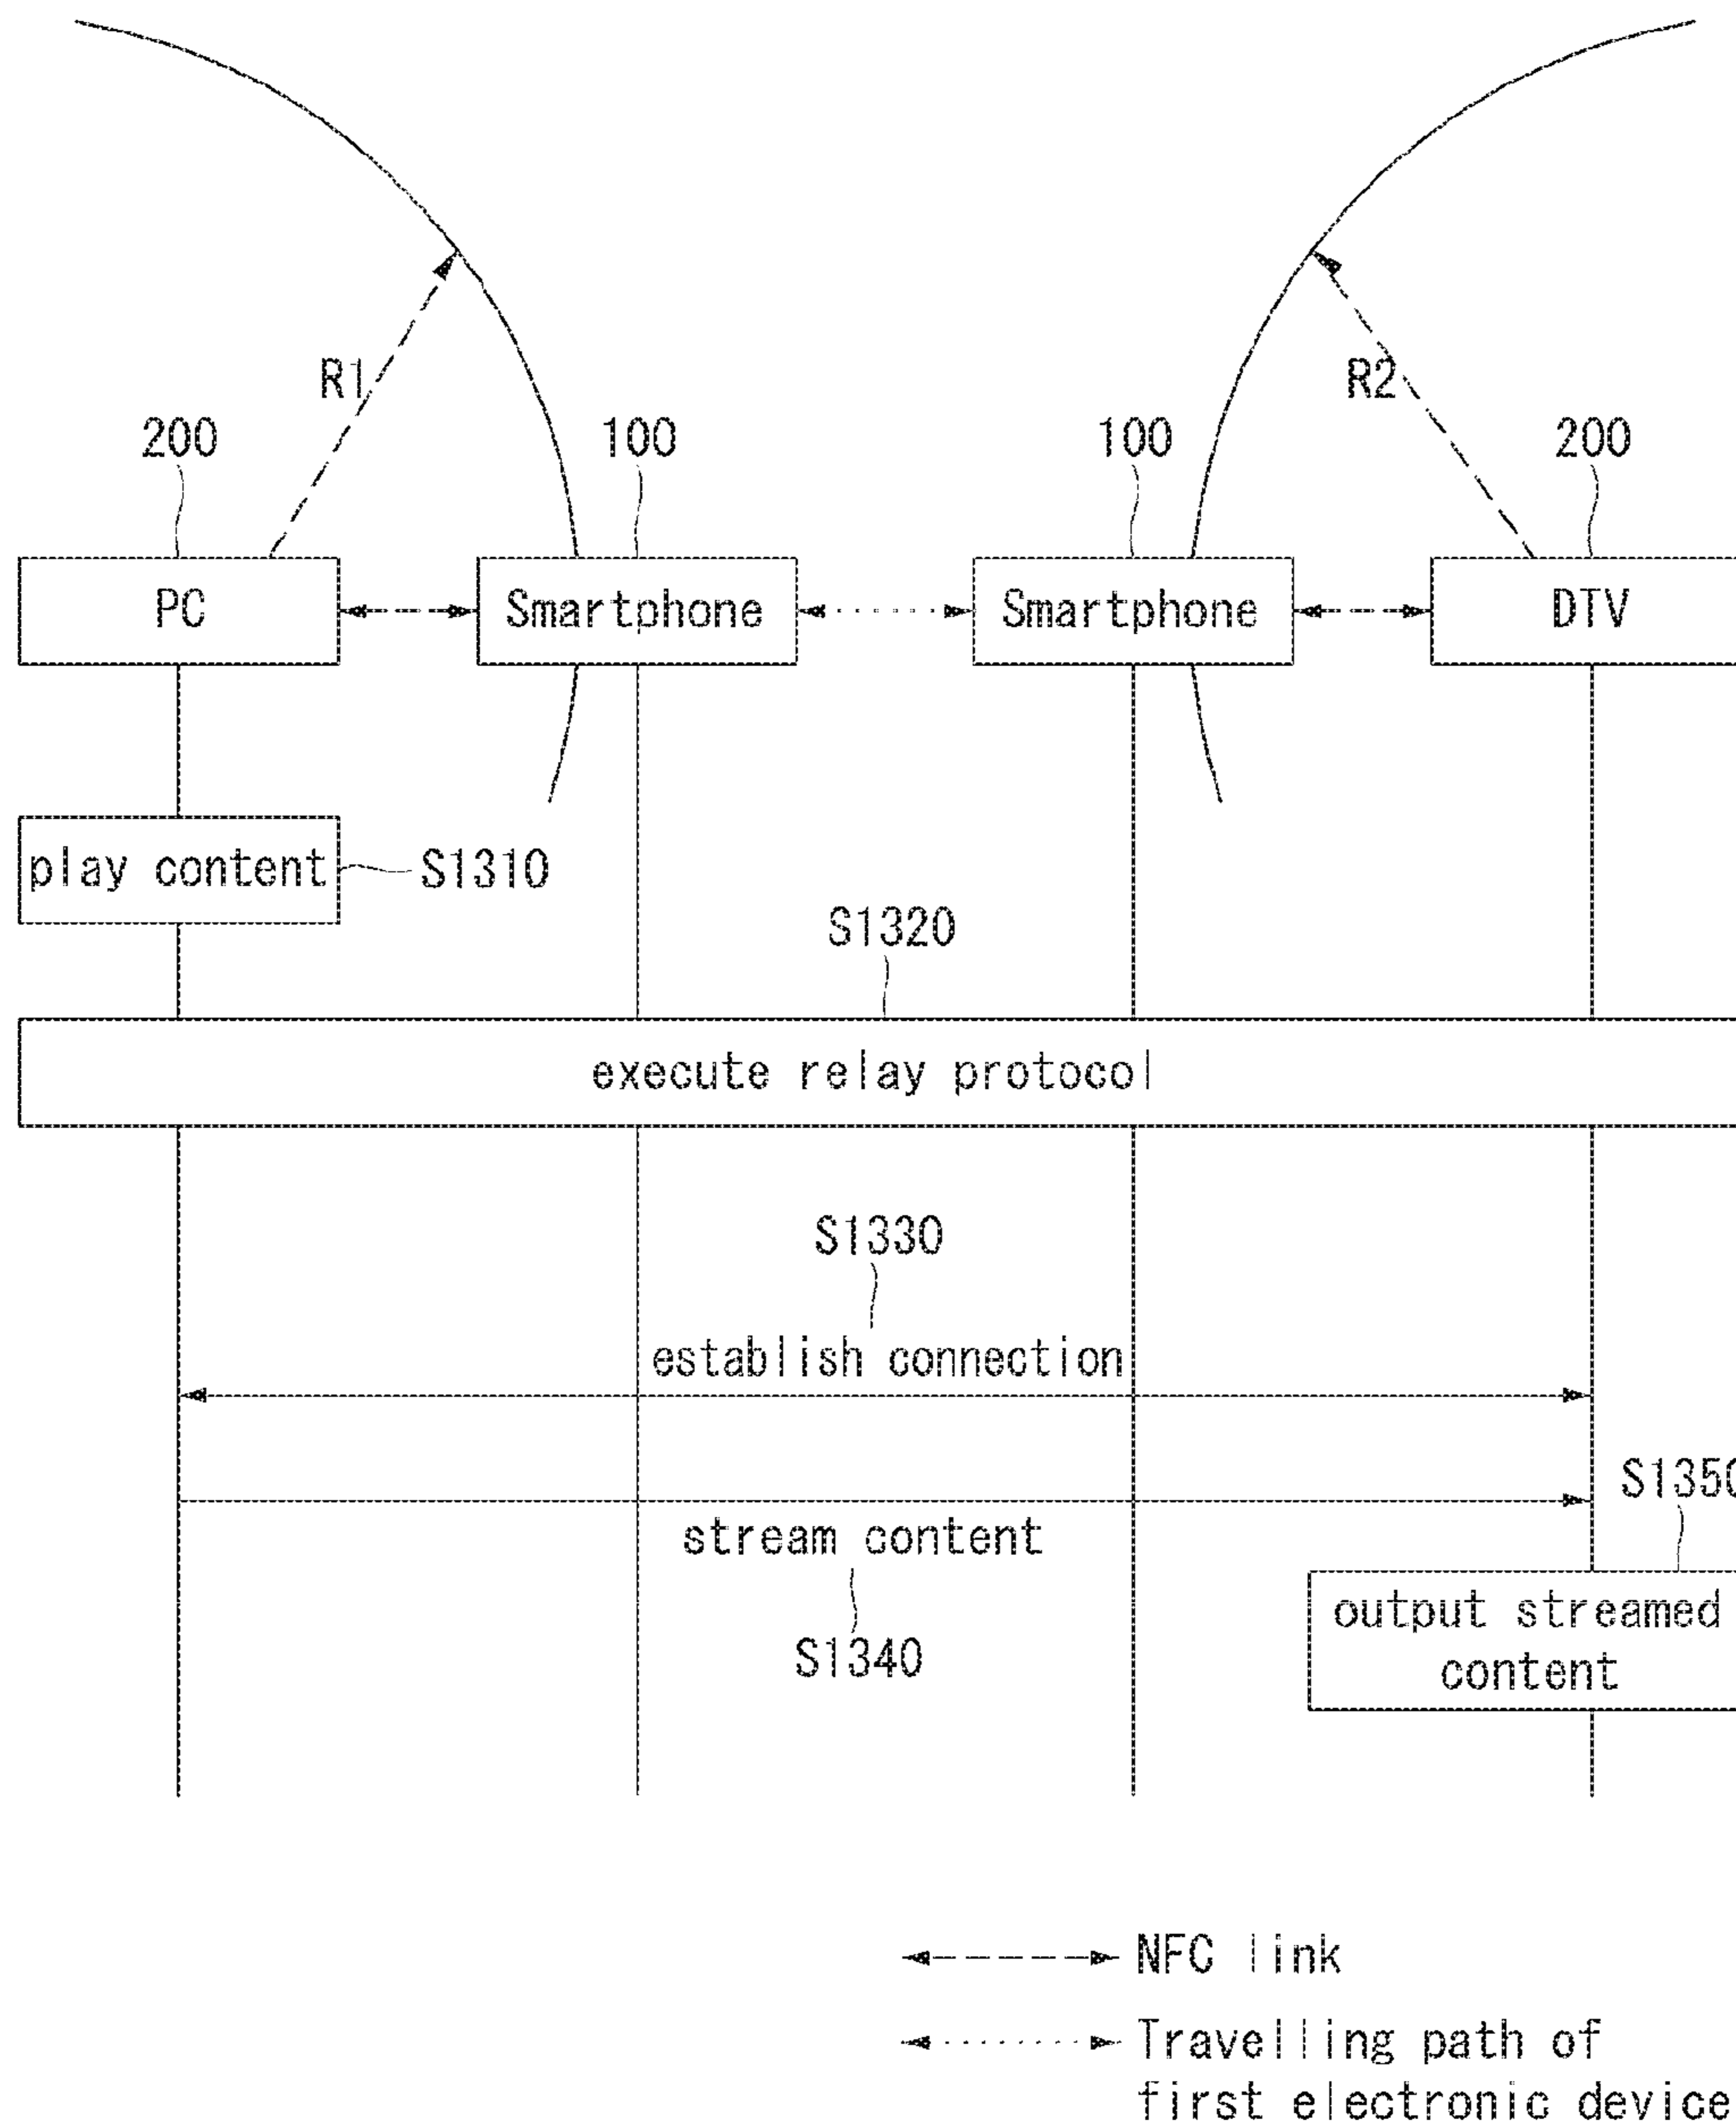 R1
R2
200
100
100
200
PC
Smartphone
Smartphone
DTV
play content
S1310
S1320
execute relay protocol
S1330
establish connection
S1350
stream content
S1340
output streamed
content
NFC link
Travelling path of
first electronic device